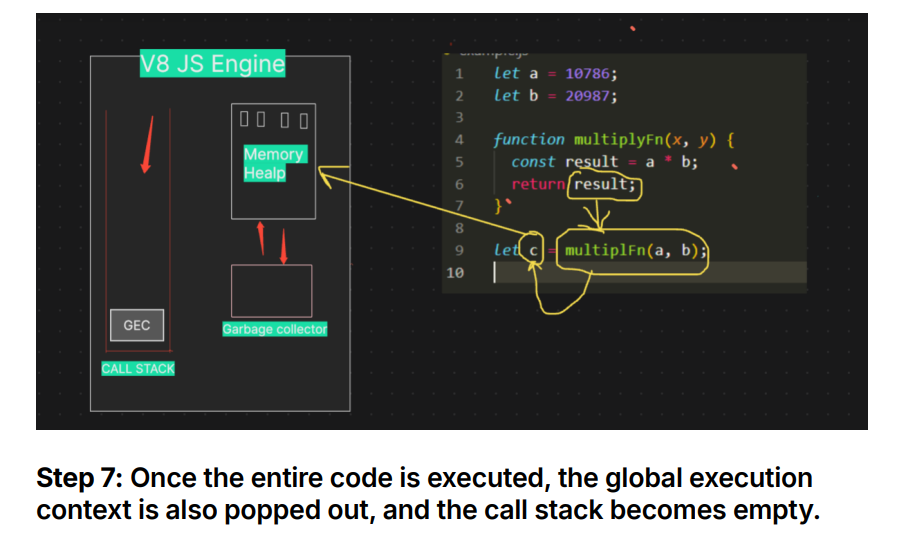 V8 JS Engine
Memory
Healp
GEC
CALL STACK
Garbage collector
1 let a = 10786;
2 let b = 20987;
3
4 function multiplyFn(x, y) {
5 const result = a * b;
6 return result;
7 }
8
9 let c = multiplFn(a, b);
10
Step 7: Once the entire code is executed, the global execution
context is also popped out, and the call stack becomes empty.